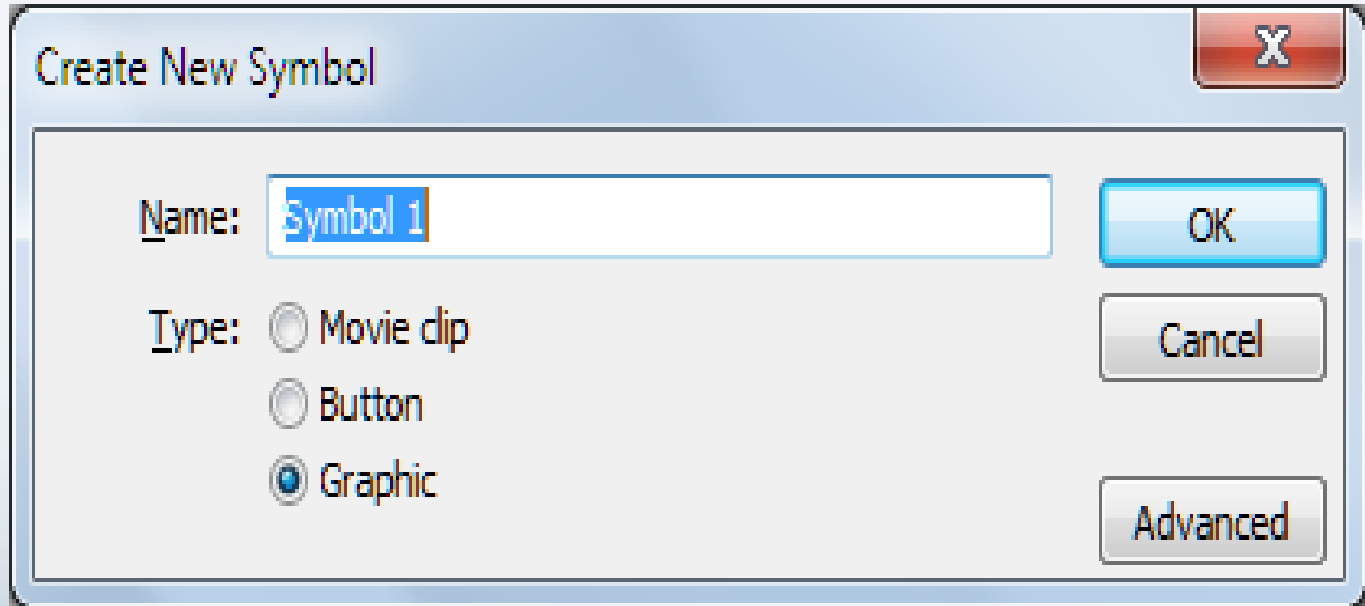 Create New Symbol
X
Name: Symbol 1
OK
Type: Movie clip
Cancel
Button
Graphic
Advanced